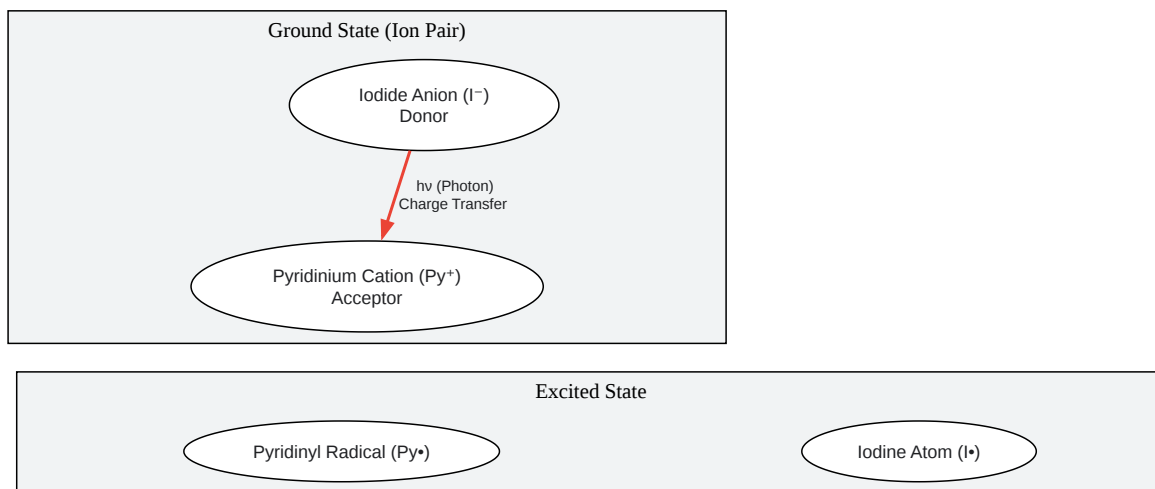 Ground State (Ion Pair)
Iodide Anion (I⁻)
Donor
hν (Photon)
Charge Transfer
Pyridinium Cation (Py⁺)
Acceptor
Excited State
Pyridinyl Radical (Py•)
Iodine Atom (I•)